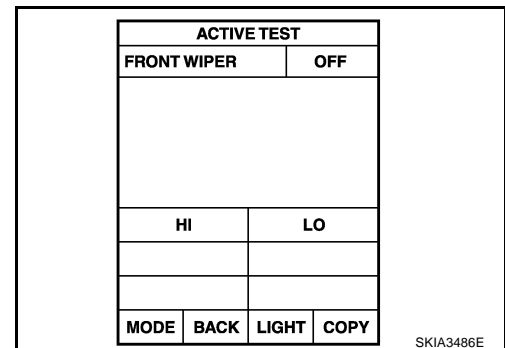 ACTIVE TEST
FRONT WIPER OFF
HI LO
MODE BACK LIGHT COPY
SKIA3486E